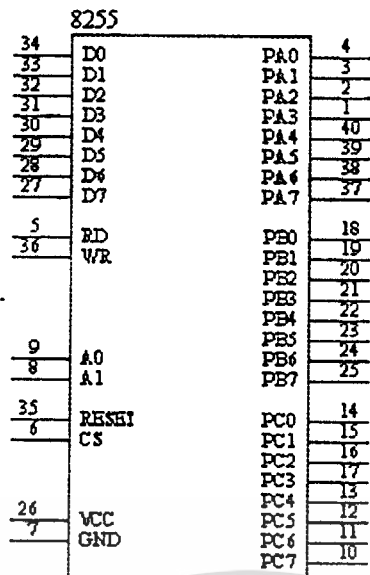 8255
34 D0 PA0 4
33 D1 PA1 3
32 D2 PA2 2
31 D3 PA3 1
30 D4 PA4 40
29 D5 PA5 39
28 D6 PA6 38
27 D7 PA7 37
5 RD PB0 18
36 WR PB1 19
PB2 20
PB3 21
PB4 22
PB5 23
9 A0 PB6 24
8 A1 PB7 25
35 RESET PC0 14
6 CS PC1 15
PC2 16
PC3 17
PC4 13
26 VCC PC5 12
7 GND PC6 11
PC7 10